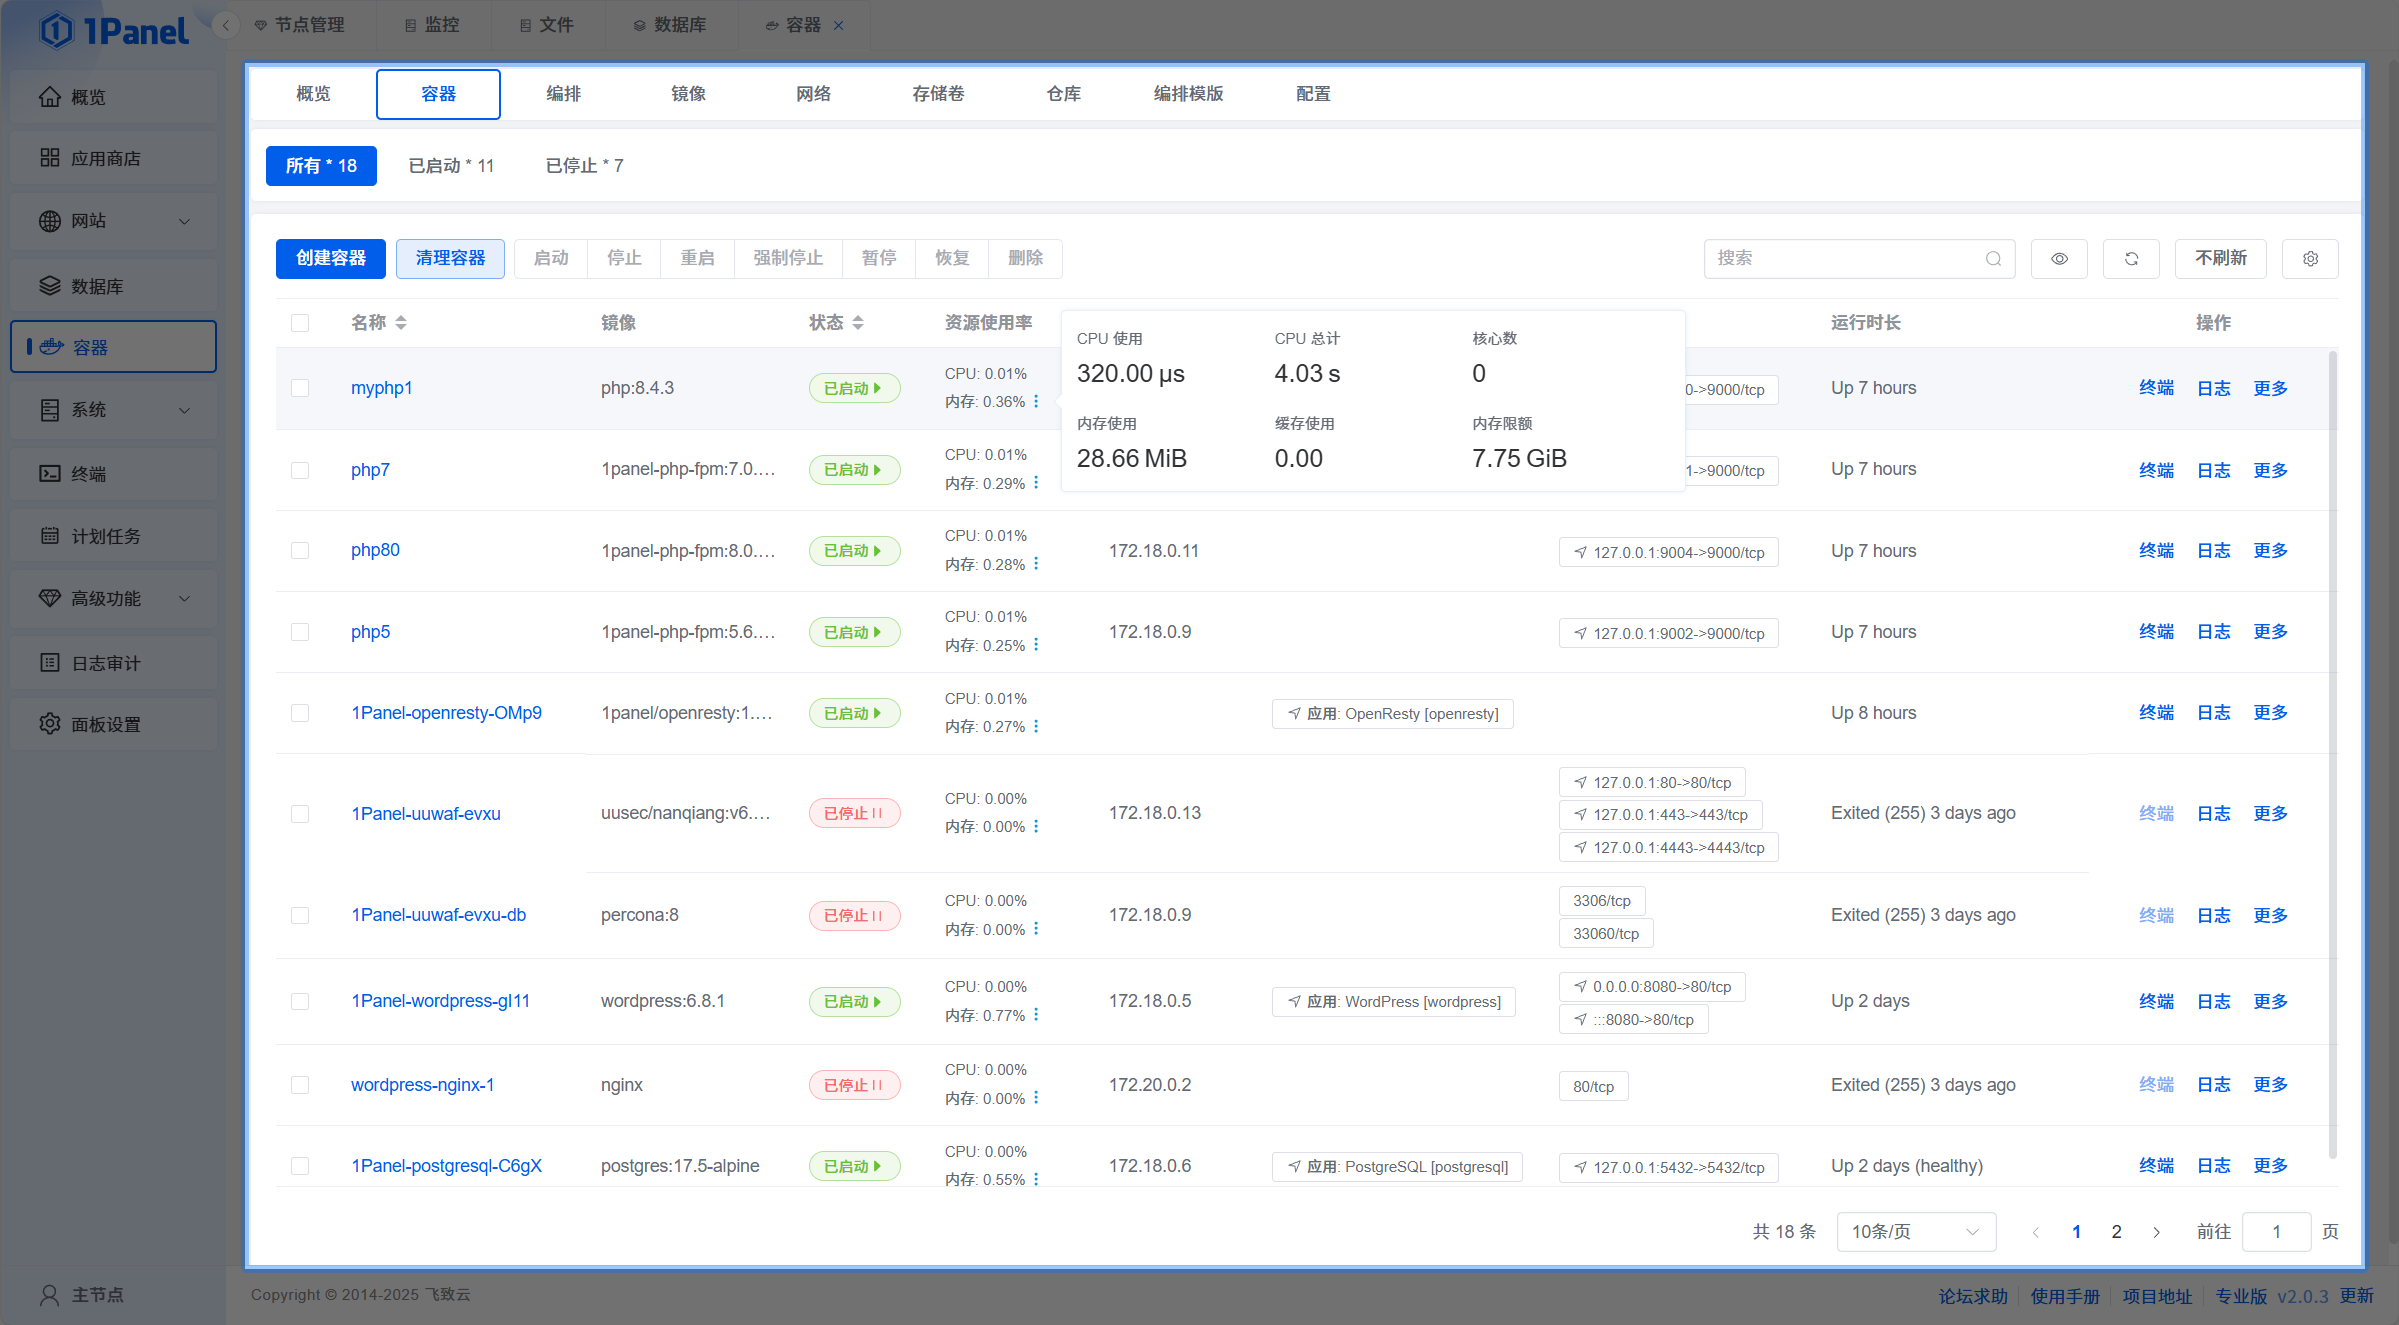 1Panel
节点管理
监控
文件
数据库
容器
概览
应用商店
网站
数据库
容器
系统
终端
计划任务
高级功能
日志审计
面板设置
主节点
概览 容器 编排 镜像 网络 存储卷 仓库 编排模版 配置
所有 * 18 已启动 * 11 已停止 * 7
创建容器 清理容器 启动 停止 重启 强制停止 暂停 恢复 删除 搜索 不刷新
名称 镜像 状态 资源使用率 运行时长 操作
CPU 使用 CPU 总计 核心数
320.00 μs 4.03 s 0
内存使用 缓存使用 内存限额
28.66 MiB 0.00 7.75 GiB
myphp1 php:8.4.3 已启动 CPU: 0.01% 0->9000/tcp Up 7 hours 终端 日志 更多
内存: 0.36%
php7 1panel-php-fpm:7.0.… 已启动 CPU: 0.01% 1->9000/tcp Up 7 hours 终端 日志 更多
内存: 0.29%
php80 1panel-php-fpm:8.0.… 已启动 CPU: 0.01% 172.18.0.11 127.0.0.1:9004->9000/tcp Up 7 hours 终端 日志 更多
内存: 0.28%
php5 1panel-php-fpm:5.6.… 已启动 CPU: 0.01% 172.18.0.9 127.0.0.1:9002->9000/tcp Up 7 hours 终端 日志 更多
内存: 0.25%
1Panel-openresty-OMp9 1panel/openresty:1.… 已启动 CPU: 0.01% 应用: OpenResty [openresty] Up 8 hours 终端 日志 更多
内存: 0.27%
1Panel-uuwaf-evxu uusec/nanqiang:v6.… 已停止 CPU: 0.00% 172.18.0.13 127.0.0.1:80->80/tcp Exited (255) 3 days ago 终端 日志 更多
内存: 0.00% 127.0.0.1:443->443/tcp
127.0.0.1:4443->4443/tcp
1Panel-uuwaf-evxu-db percona:8 已停止 CPU: 0.00% 172.18.0.9 3306/tcp Exited (255) 3 days ago 终端 日志 更多
内存: 0.00% 33060/tcp
1Panel-wordpress-gI11 wordpress:6.8.1 已启动 CPU: 0.00% 172.18.0.5 应用: WordPress [wordpress] 0.0.0.0:8080->80/tcp Up 2 days 终端 日志 更多
内存: 0.77% :::8080->80/tcp
wordpress-nginx-1 nginx 已停止 CPU: 0.00% 172.20.0.2 80/tcp Exited (255) 3 days ago 终端 日志 更多
内存: 0.00%
1Panel-postgresql-C6gX postgres:17.5-alpine 已启动 CPU: 0.00% 172.18.0.6 应用: PostgreSQL [postgresql] 127.0.0.1:5432->5432/tcp Up 2 days (healthy) 终端 日志 更多
内存: 0.55%
共 18 条 10条/页 1 2 前往 1 页
Copyright © 2014-2025 飞致云
论坛求助 使用手册 项目地址 专业版 v2.0.3 更新